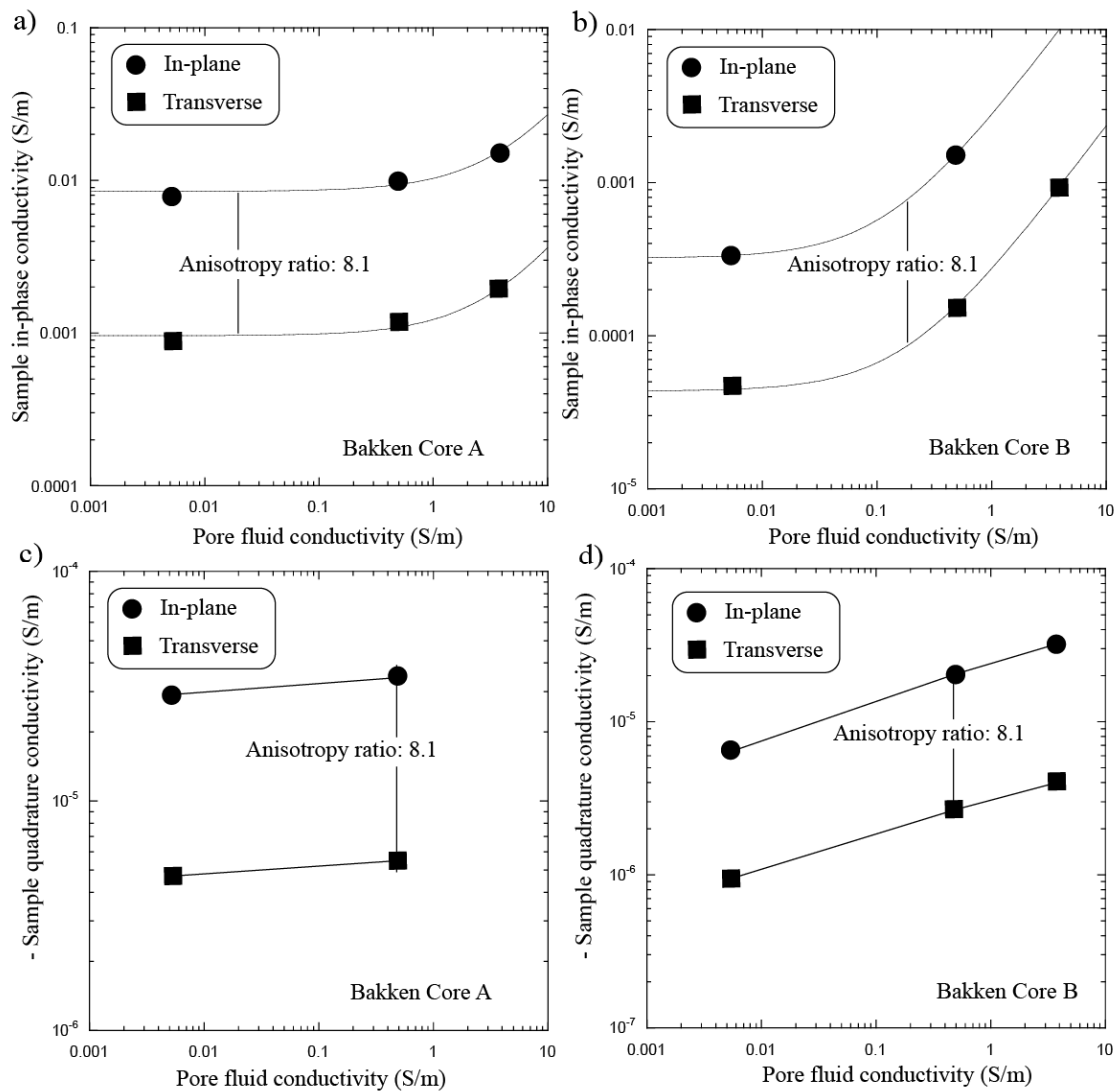 a)
0.1
In-plane
Transverse
0.01
Anisotropy ratio: 8.1
0.001
Bakken Core A
0.0001
0.001 0.01 0.1 1 10
Pore fluid conductivity (S/m)
Sample in-phase conductivity (S/m)
b)
0.01
In-plane
Transverse
0.001
Anisotropy ratio: 8.1
0.0001
Bakken Core B
10-5
0.001 0.01 0.1 1 10
Pore fluid conductivity (S/m)
Sample in-phase conductivity (S/m)
c)
10-4
In-plane
Transverse
Anisotropy ratio: 8.1
10-5
Bakken Core A
10-6
0.001 0.01 0.1 1 10
Pore fluid conductivity (S/m)
- Sample quadrature conductivity (S/m)
d)
10-4
In-plane
Transverse
10-5
Anisotropy ratio: 8.1
10-6
Bakken Core B
10-7
0.001 0.01 0.1 1 10
Pore fluid conductivity (S/m)
- Sample quadrature conductivity (S/m)